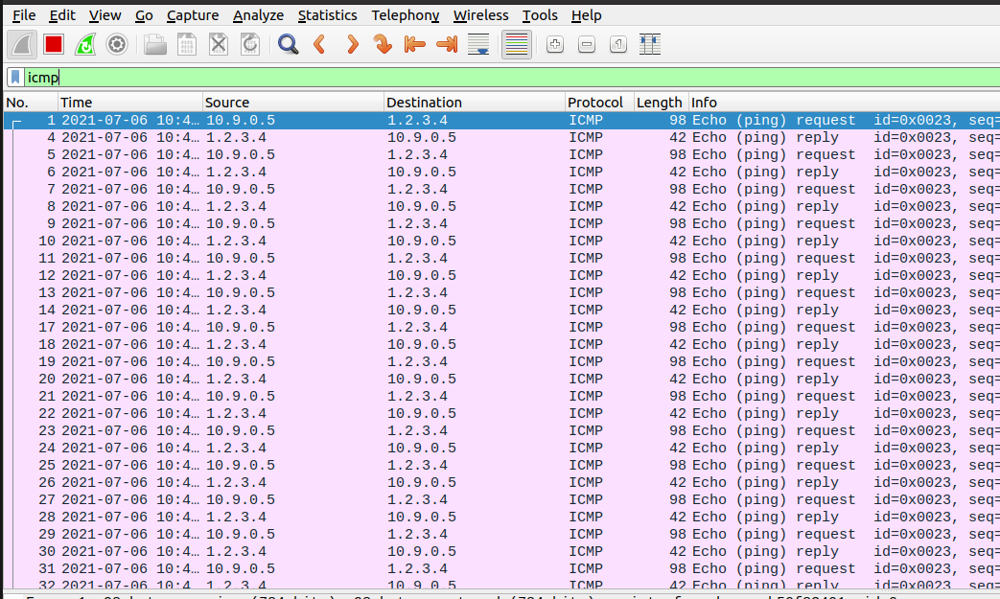 File Edit View Go Capture Analyze Statistics Telephony Wireless Tools Help
icmp
No. Time Source Destination Protocol Length Info
1 2021-07-06 10:4… 10.9.0.5 1.2.3.4 ICMP 98 Echo (ping) request id=0x0023, seq=
4 2021-07-06 10:4… 1.2.3.4 10.9.0.5 ICMP 42 Echo (ping) reply id=0x0023, seq=
5 2021-07-06 10:4… 10.9.0.5 1.2.3.4 ICMP 98 Echo (ping) request id=0x0023, seq=
6 2021-07-06 10:4… 1.2.3.4 10.9.0.5 ICMP 42 Echo (ping) reply id=0x0023, seq=
7 2021-07-06 10:4… 10.9.0.5 1.2.3.4 ICMP 98 Echo (ping) request id=0x0023, seq=
8 2021-07-06 10:4… 1.2.3.4 10.9.0.5 ICMP 42 Echo (ping) reply id=0x0023, seq=
9 2021-07-06 10:4… 10.9.0.5 1.2.3.4 ICMP 98 Echo (ping) request id=0x0023, seq=
10 2021-07-06 10:4… 1.2.3.4 10.9.0.5 ICMP 42 Echo (ping) reply id=0x0023, seq=
11 2021-07-06 10:4… 10.9.0.5 1.2.3.4 ICMP 98 Echo (ping) request id=0x0023, seq=
12 2021-07-06 10:4… 1.2.3.4 10.9.0.5 ICMP 42 Echo (ping) reply id=0x0023, seq=
13 2021-07-06 10:4… 10.9.0.5 1.2.3.4 ICMP 98 Echo (ping) request id=0x0023, seq=
14 2021-07-06 10:4… 1.2.3.4 10.9.0.5 ICMP 42 Echo (ping) reply id=0x0023, seq=
17 2021-07-06 10:4… 10.9.0.5 1.2.3.4 ICMP 98 Echo (ping) request id=0x0023, seq=
18 2021-07-06 10:4… 1.2.3.4 10.9.0.5 ICMP 42 Echo (ping) reply id=0x0023, seq=
19 2021-07-06 10:4… 10.9.0.5 1.2.3.4 ICMP 98 Echo (ping) request id=0x0023, seq=
20 2021-07-06 10:4… 1.2.3.4 10.9.0.5 ICMP 42 Echo (ping) reply id=0x0023, seq=
21 2021-07-06 10:4… 10.9.0.5 1.2.3.4 ICMP 98 Echo (ping) request id=0x0023, seq=
22 2021-07-06 10:4… 1.2.3.4 10.9.0.5 ICMP 42 Echo (ping) reply id=0x0023, seq=
23 2021-07-06 10:4… 10.9.0.5 1.2.3.4 ICMP 98 Echo (ping) request id=0x0023, seq=
24 2021-07-06 10:4… 1.2.3.4 10.9.0.5 ICMP 42 Echo (ping) reply id=0x0023, seq=
25 2021-07-06 10:4… 10.9.0.5 1.2.3.4 ICMP 98 Echo (ping) request id=0x0023, seq=
26 2021-07-06 10:4… 1.2.3.4 10.9.0.5 ICMP 42 Echo (ping) reply id=0x0023, seq=
27 2021-07-06 10:4… 10.9.0.5 1.2.3.4 ICMP 98 Echo (ping) request id=0x0023, seq=
28 2021-07-06 10:4… 1.2.3.4 10.9.0.5 ICMP 42 Echo (ping) reply id=0x0023, seq=
29 2021-07-06 10:4… 10.9.0.5 1.2.3.4 ICMP 98 Echo (ping) request id=0x0023, seq=
30 2021-07-06 10:4… 1.2.3.4 10.9.0.5 ICMP 42 Echo (ping) reply id=0x0023, seq=
31 2021-07-06 10:4… 10.9.0.5 1.2.3.4 ICMP 98 Echo (ping) request id=0x0023, seq=
32 2021-07-06 10:4 1.2.3.4 10.9.0.5 ICMP 42 Echo (ping) reply id=0x0023, seq=